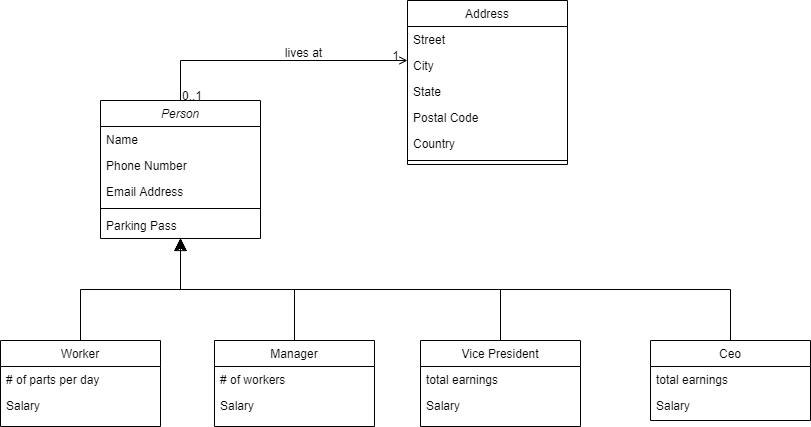 Address
Street
City
State
Postal Code
Country
lives at
1
0..1
Person
Name
Phone Number
Email Address
Parking Pass
Worker
# of parts per day
Salary
Manager
# of workers
Salary
Vice President
total earnings
Salary
Ceo
total earnings
Salary